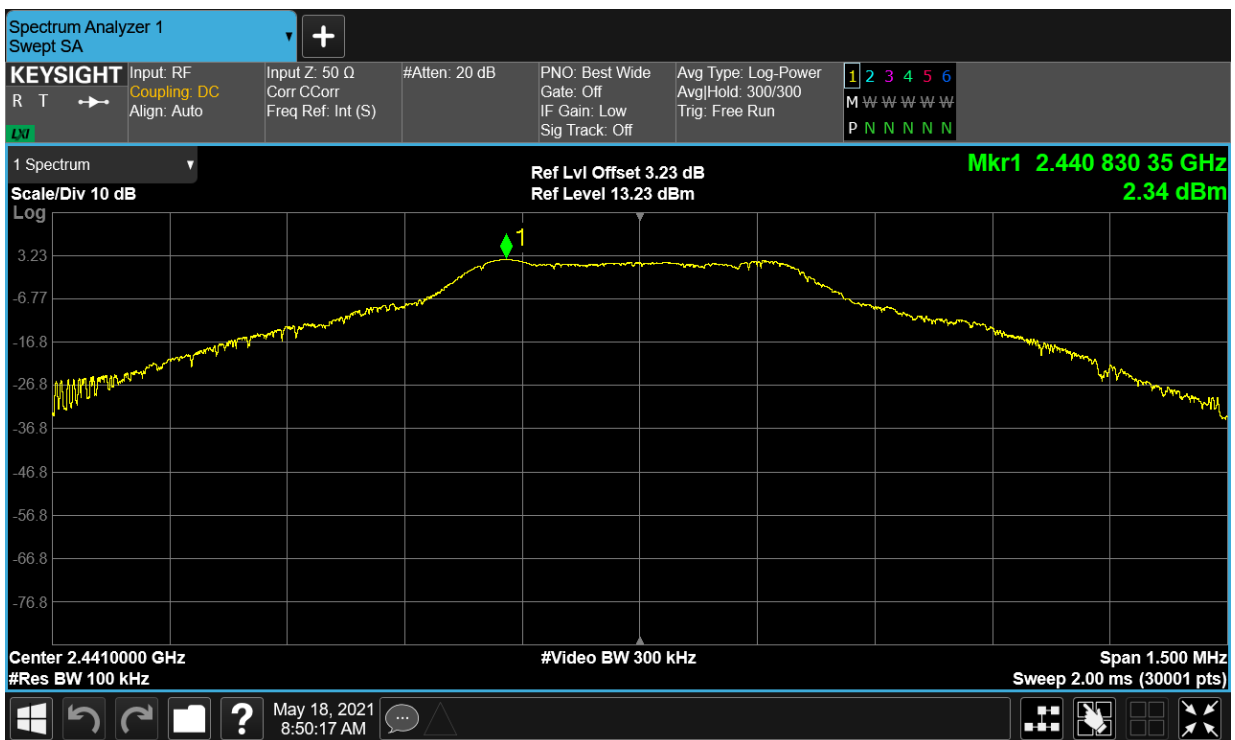 Spectrum Analyzer 1
Swept SA
+
KEYSIGHT
R T
LXI
Input: RF
Coupling: DC
Align: Auto
Input Z: 50 Ω
Corr CCorr
Freq Ref: Int (S)
#Atten: 20 dB
PNO: Best Wide
Gate: Off
IF Gain: Low
Sig Track: Off
Avg Type: Log-Power
Avg|Hold: 300/300
Trig: Free Run
1 2 3 4 5 6
M W W W W W
P N N N N N
1 Spectrum
Scale/Div 10 dB
Log
Ref Lvl Offset 3.23 dB
Ref Level 13.23 dBm
Mkr1 2.440 830 35 GHz
2.34 dBm
1
3.23
-6.77
-16.8
-26.8
-36.8
-46.8
-56.8
-66.8
-76.8
Center 2.4410000 GHz
#Res BW 100 kHz
#Video BW 300 kHz
Span 1.500 MHz
Sweep 2.00 ms (30001 pts)
?
May 18, 2021
8:50:17 AM